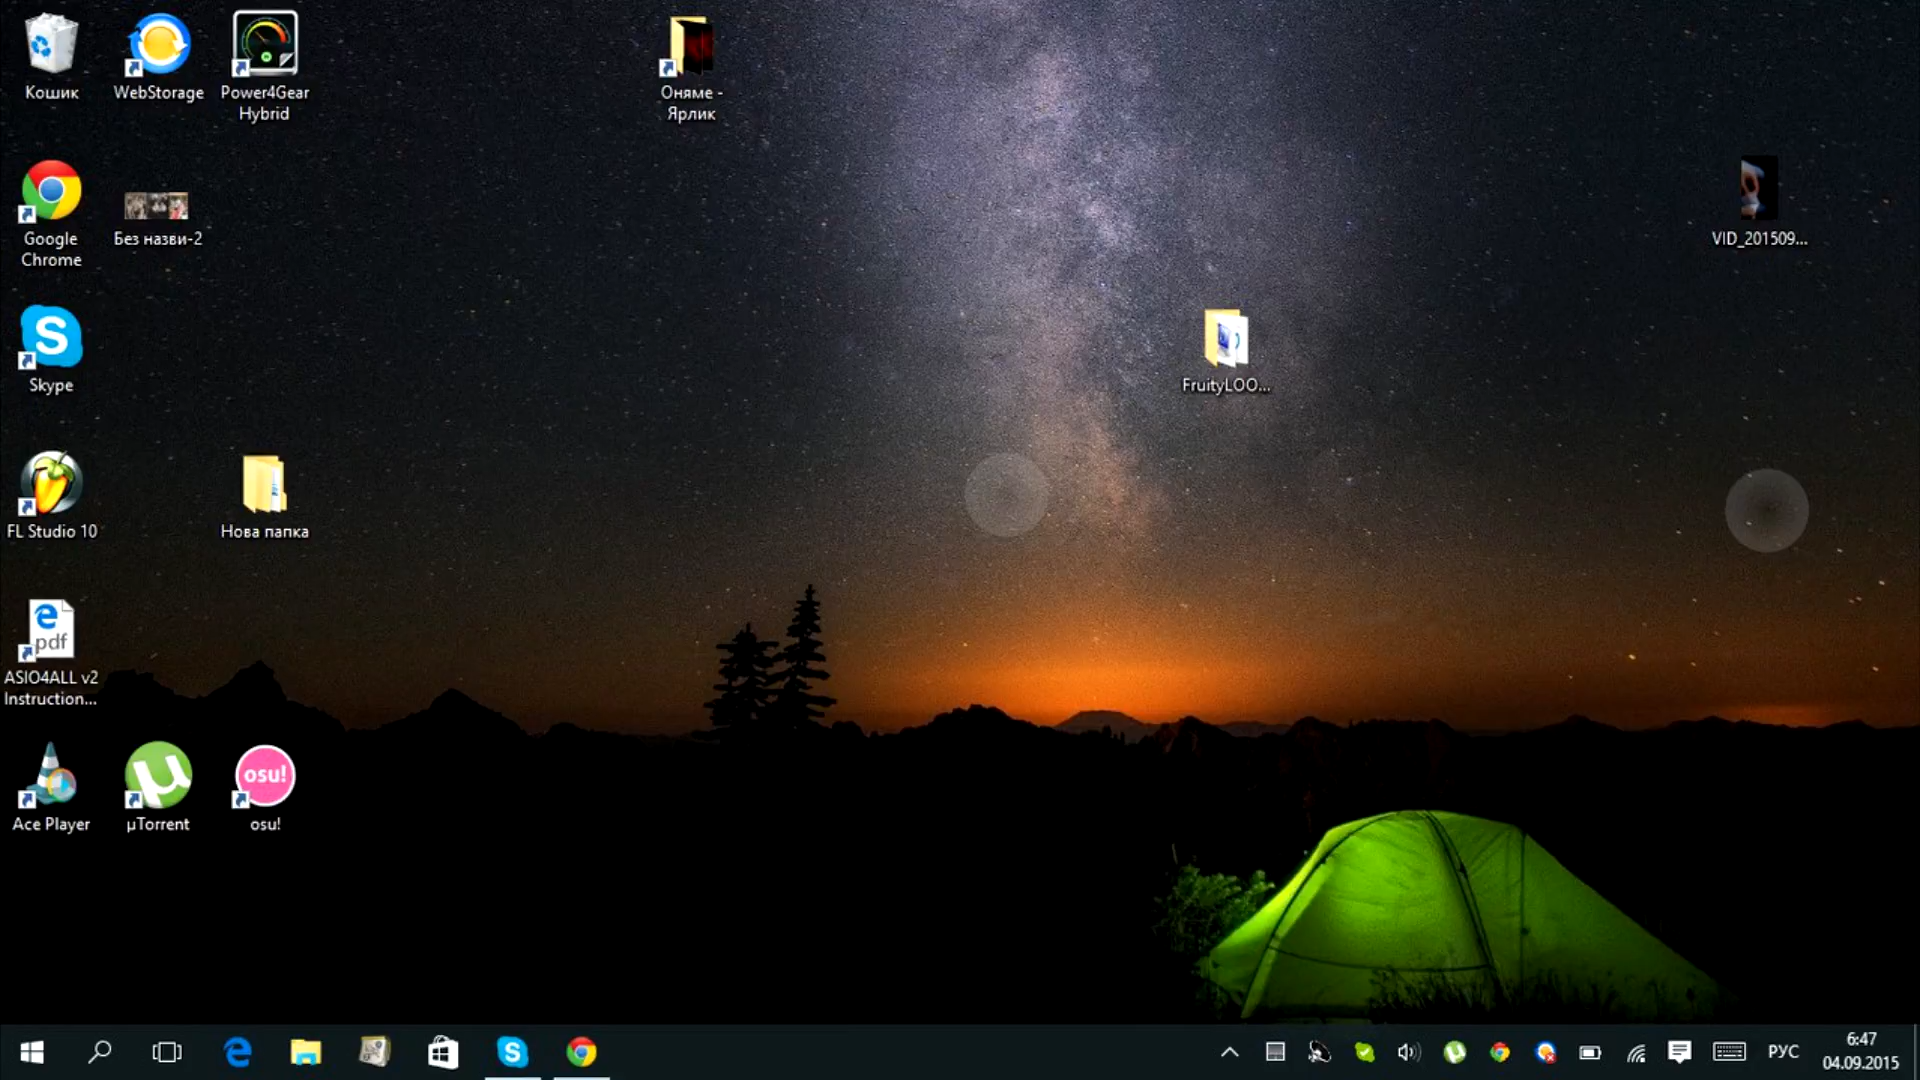 Кошик
WebStorage
Power4Gear
Hybrid
Оняме -
Ярлик
Google
Chrome
Без назви-2
VID_201509...
Skype
FruityLOO...
FL Studio 10
Нова папка
pdf
ASIO4ALL v2
Instruction...
Ace Player
µTorrent
osu!
osu!
РУС
6:47
04.09.2015